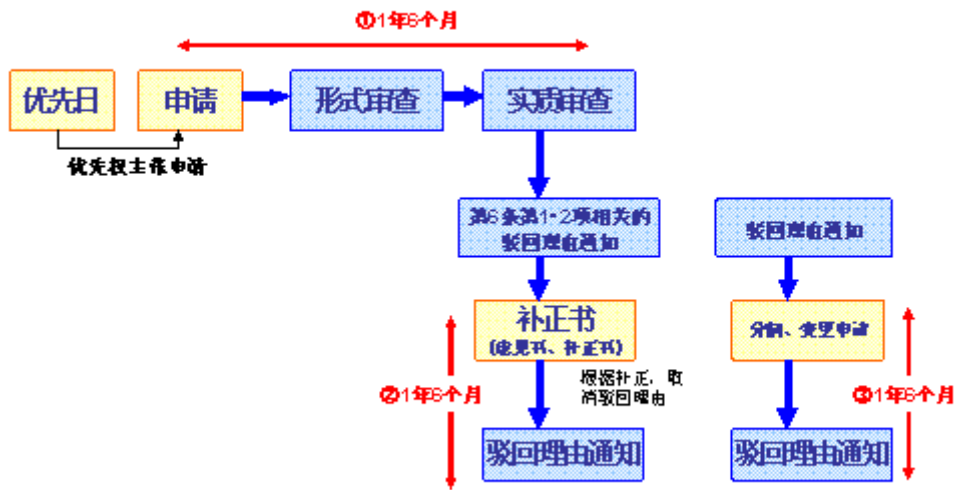 ①1年6个月
优先日
申请
形式审查
实质审查
优先权主张申请
第6条第1·2项相关的
驳回理由通知
驳回理由通知
补正书
(意见书、补正书)
分割、变更申请
根据补正，取
消驳回理由
②1年6个月
③1年6个月
驳回理由通知
驳回理由通知